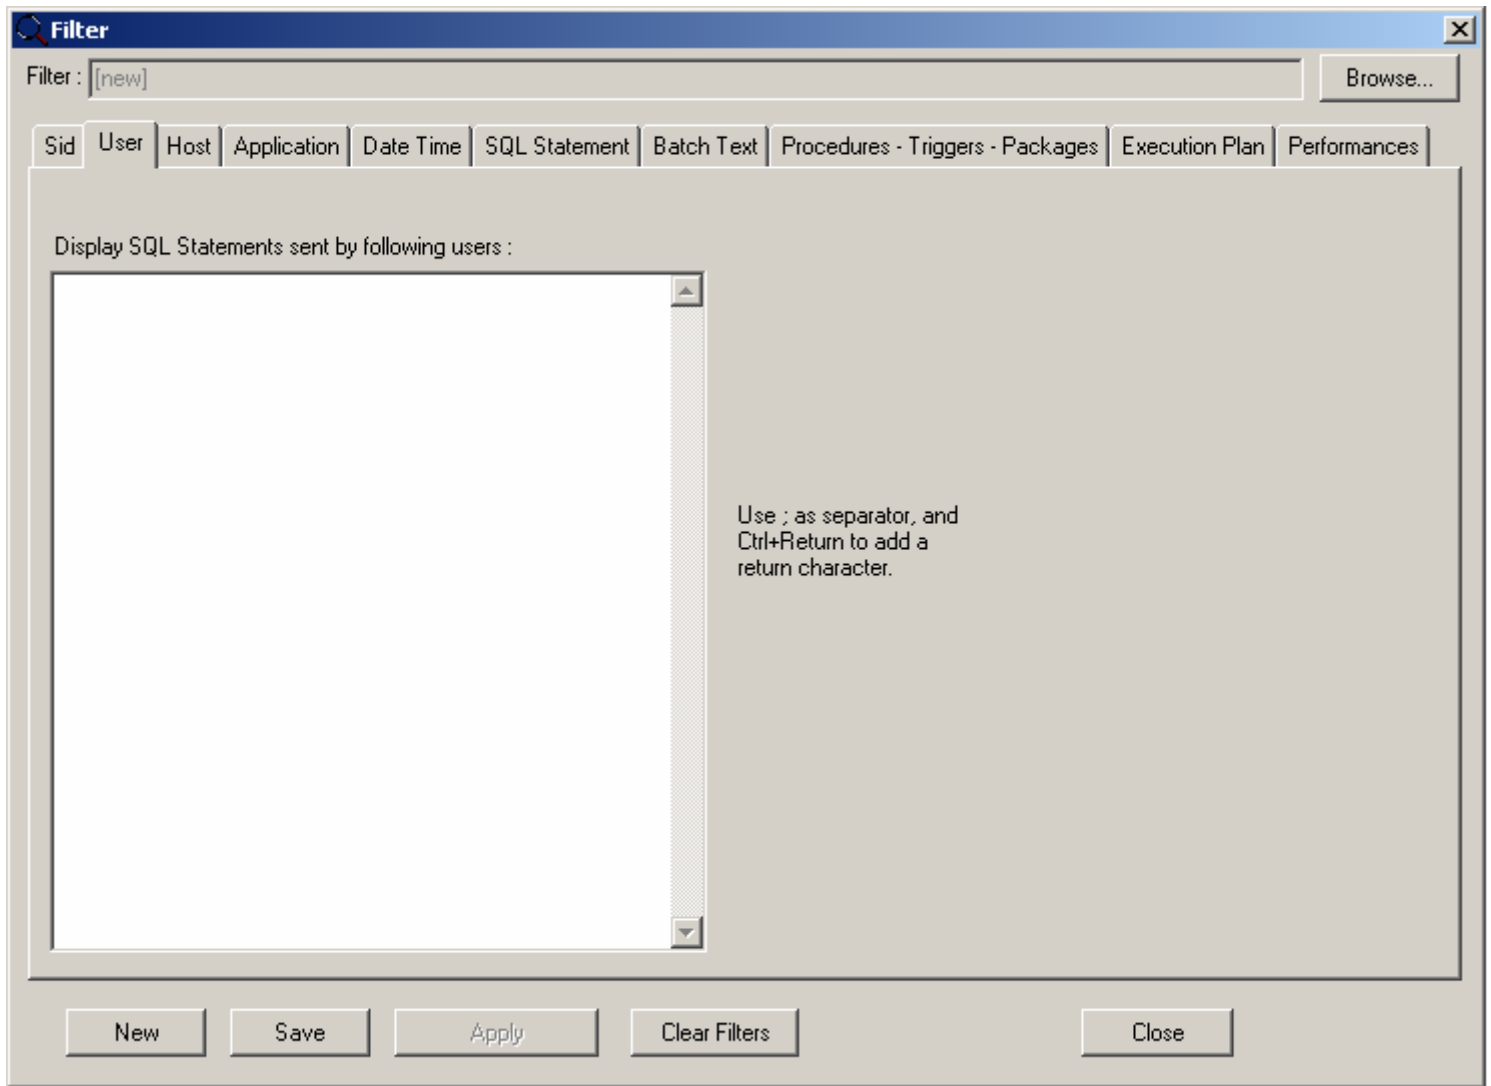 Filter
Filter : [new] Browse...
Sid User Host Application Date Time SQL Statement Batch Text Procedures - Triggers - Packages Execution Plan Performances
Display SQL Statements sent by following users :
Use ; as separator, and
Ctrl+Return to add a
return character.
New Save Apply Clear Filters Close